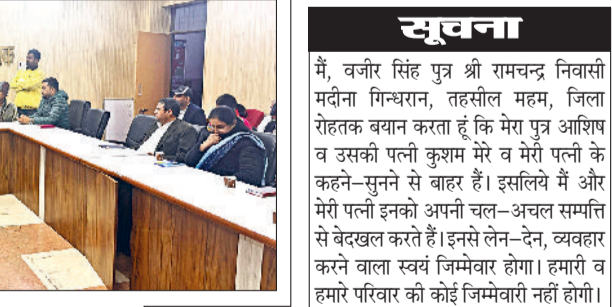 सूचना
मैं, वजीर सिंह पुत्र श्री रामचन्द्र निवासी
मदीना गिन्धरान, तहसील महम, जिला
रोहतक बयान करता हूं कि मेरा पुत्र आशिष
व उसकी पत्नी कुशम मेरे व मेरी पत्नी के
कहने–सुनने से बाहर हैं। इसलिये मैं और
मेरी पत्नी इनको अपनी चल–अचल सम्पत्ति
से बेदखल करते हैं। इनसे लेन–देन, व्यवहार
करने वाला स्वयं जिम्मेवार होगा। हमारी व
हमारे परिवार की कोई जिम्मेवारी नहीं होगी।